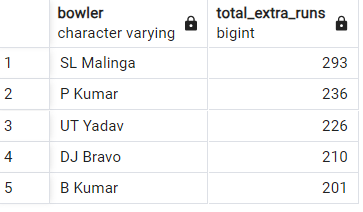 bowler total_extra_runs
character varying bigint
1 SL Malinga 293
2 P Kumar 236
3 UT Yadav 226
4 DJ Bravo 210
5 B Kumar 201